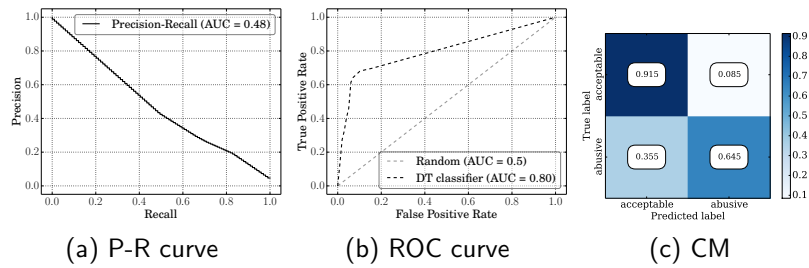 Precision-Recall (AUC = 0.48)
1.0
0.8
0.6
0.4
0.2
0.0
Precision
0.0 0.2 0.4 0.6 0.8 1.0
Recall
(a) P-R curve
1.0
0.8
0.6
0.4
0.2
0.0
True Positive Rate
Random (AUC = 0.5)
DT classifier (AUC = 0.80)
0.0 0.2 0.4 0.6 0.8 1.0
False Positive Rate
(b) ROC curve
True label
acceptable
abusive
0.915 0.085
0.355 0.645
acceptable abusive
Predicted label
0.9
0.8
0.7
0.6
0.5
0.4
0.3
0.2
0.1
(c) CM